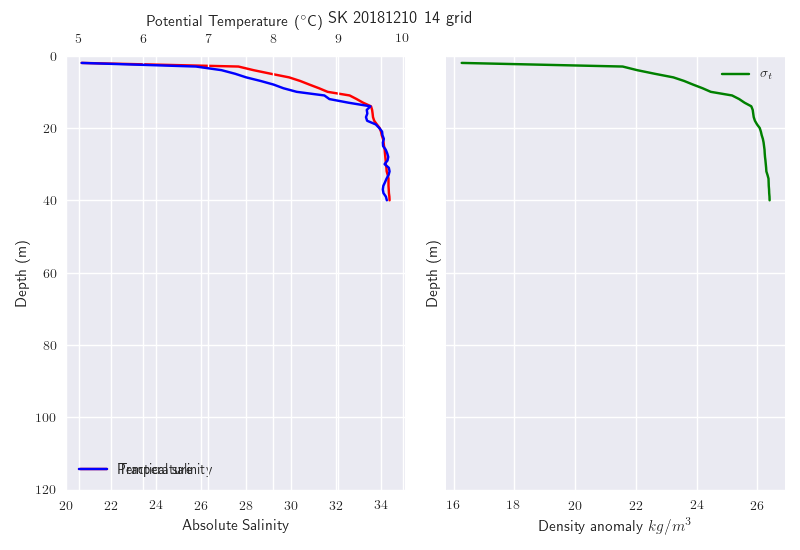 SK 20181210 14 grid
Potential Temperature (°C)
5 6 7 8 9 10
0
20
40
60
80
100
120
Depth (m)
20 22 24 26 28 30 32 34
Absolute Salinity
Depth (m)
σt
16 18 20 22 24 26
Density anomaly kg/m³